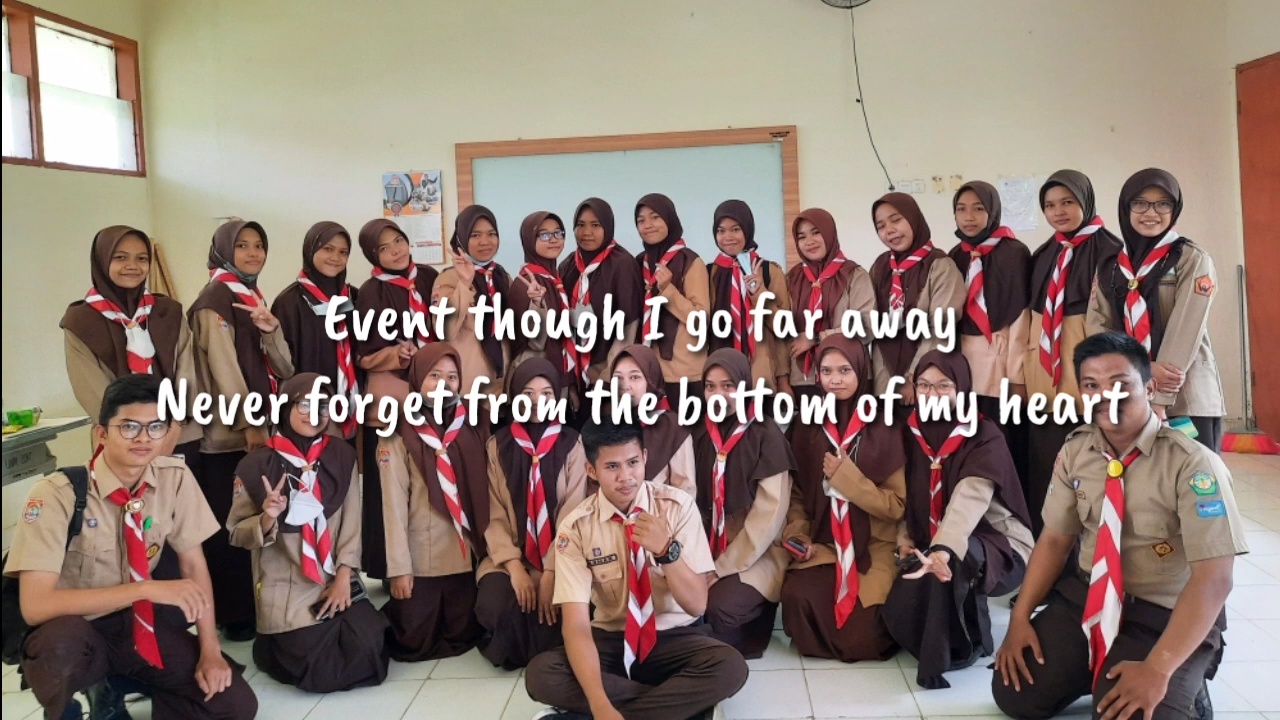 Event though I go far away
Never forget from the bottom of my heart